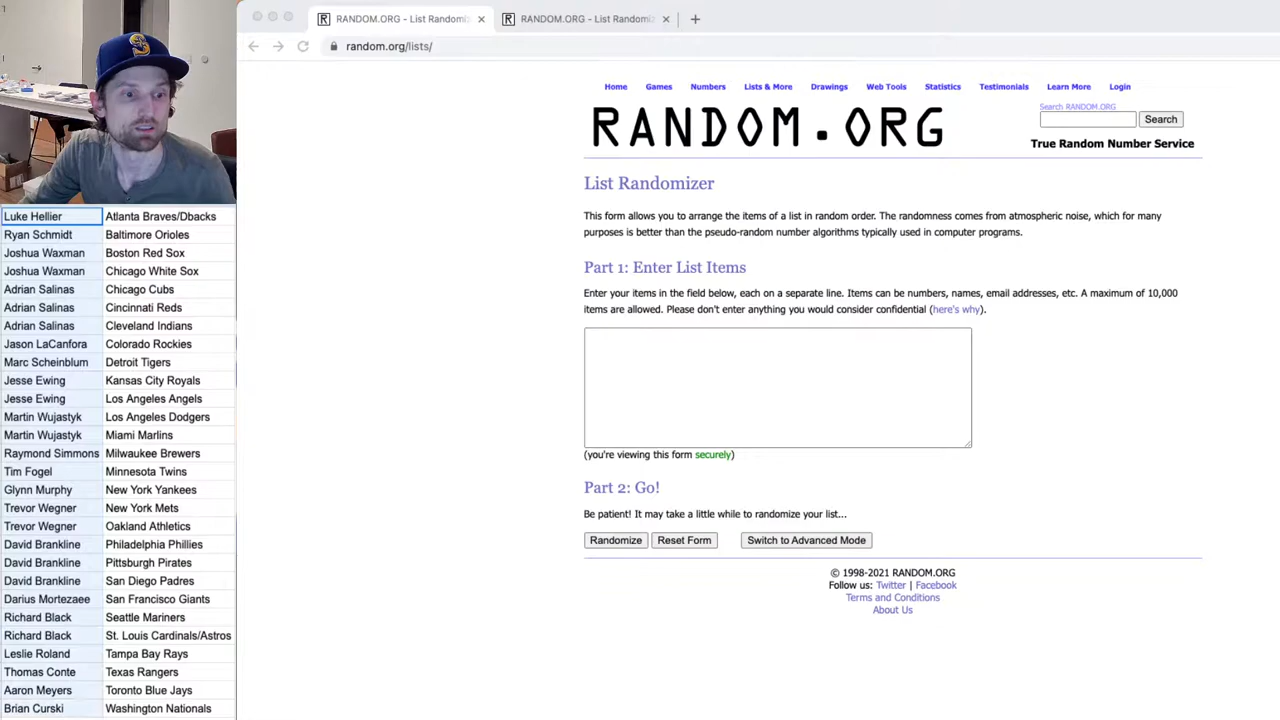 RANDOM.ORG - List Randomiz
RANDOM.ORG - List Randomiz
random.org/lists/
Home Games Numbers Lists & More Drawings Web Tools Statistics Testimonials Learn More Login
RANDOM.ORG
Search RANDOM.ORG
Search
True Random Number Service
List Randomizer
This form allows you to arrange the items of a list in random order. The randomness comes from atmospheric noise, which for many
purposes is better than the pseudo-random number algorithms typically used in computer programs.
Part 1: Enter List Items
Enter your items in the field below, each on a separate line. Items can be numbers, names, email addresses, etc. A maximum of 10,000
items are allowed. Please don't enter anything you would consider confidential (here's why).
(you're viewing this form securely)
Part 2: Go!
Be patient! It may take a little while to randomize your list...
Randomize Reset Form Switch to Advanced Mode
© 1998-2021 RANDOM.ORG
Follow us: Twitter | Facebook
Terms and Conditions
About Us
Luke Hellier Atlanta Braves/Dbacks
Ryan Schmidt Baltimore Orioles
Joshua Waxman Boston Red Sox
Joshua Waxman Chicago White Sox
Adrian Salinas Chicago Cubs
Adrian Salinas Cincinnati Reds
Adrian Salinas Cleveland Indians
Jason LaCanfora Colorado Rockies
Marc Scheinblum Detroit Tigers
Jesse Ewing Kansas City Royals
Jesse Ewing Los Angeles Angels
Martin Wujastyk Los Angeles Dodgers
Martin Wujastyk Miami Marlins
Raymond Simmons Milwaukee Brewers
Tim Fogel Minnesota Twins
Glynn Murphy New York Yankees
Trevor Wegner New York Mets
Trevor Wegner Oakland Athletics
David Brankline Philadelphia Phillies
David Brankline Pittsburgh Pirates
David Brankline San Diego Padres
Darius Mortezaee San Francisco Giants
Richard Black Seattle Mariners
Richard Black St. Louis Cardinals/Astros
Leslie Roland Tampa Bay Rays
Thomas Conte Texas Rangers
Aaron Meyers Toronto Blue Jays
Brian Curski Washington Nationals